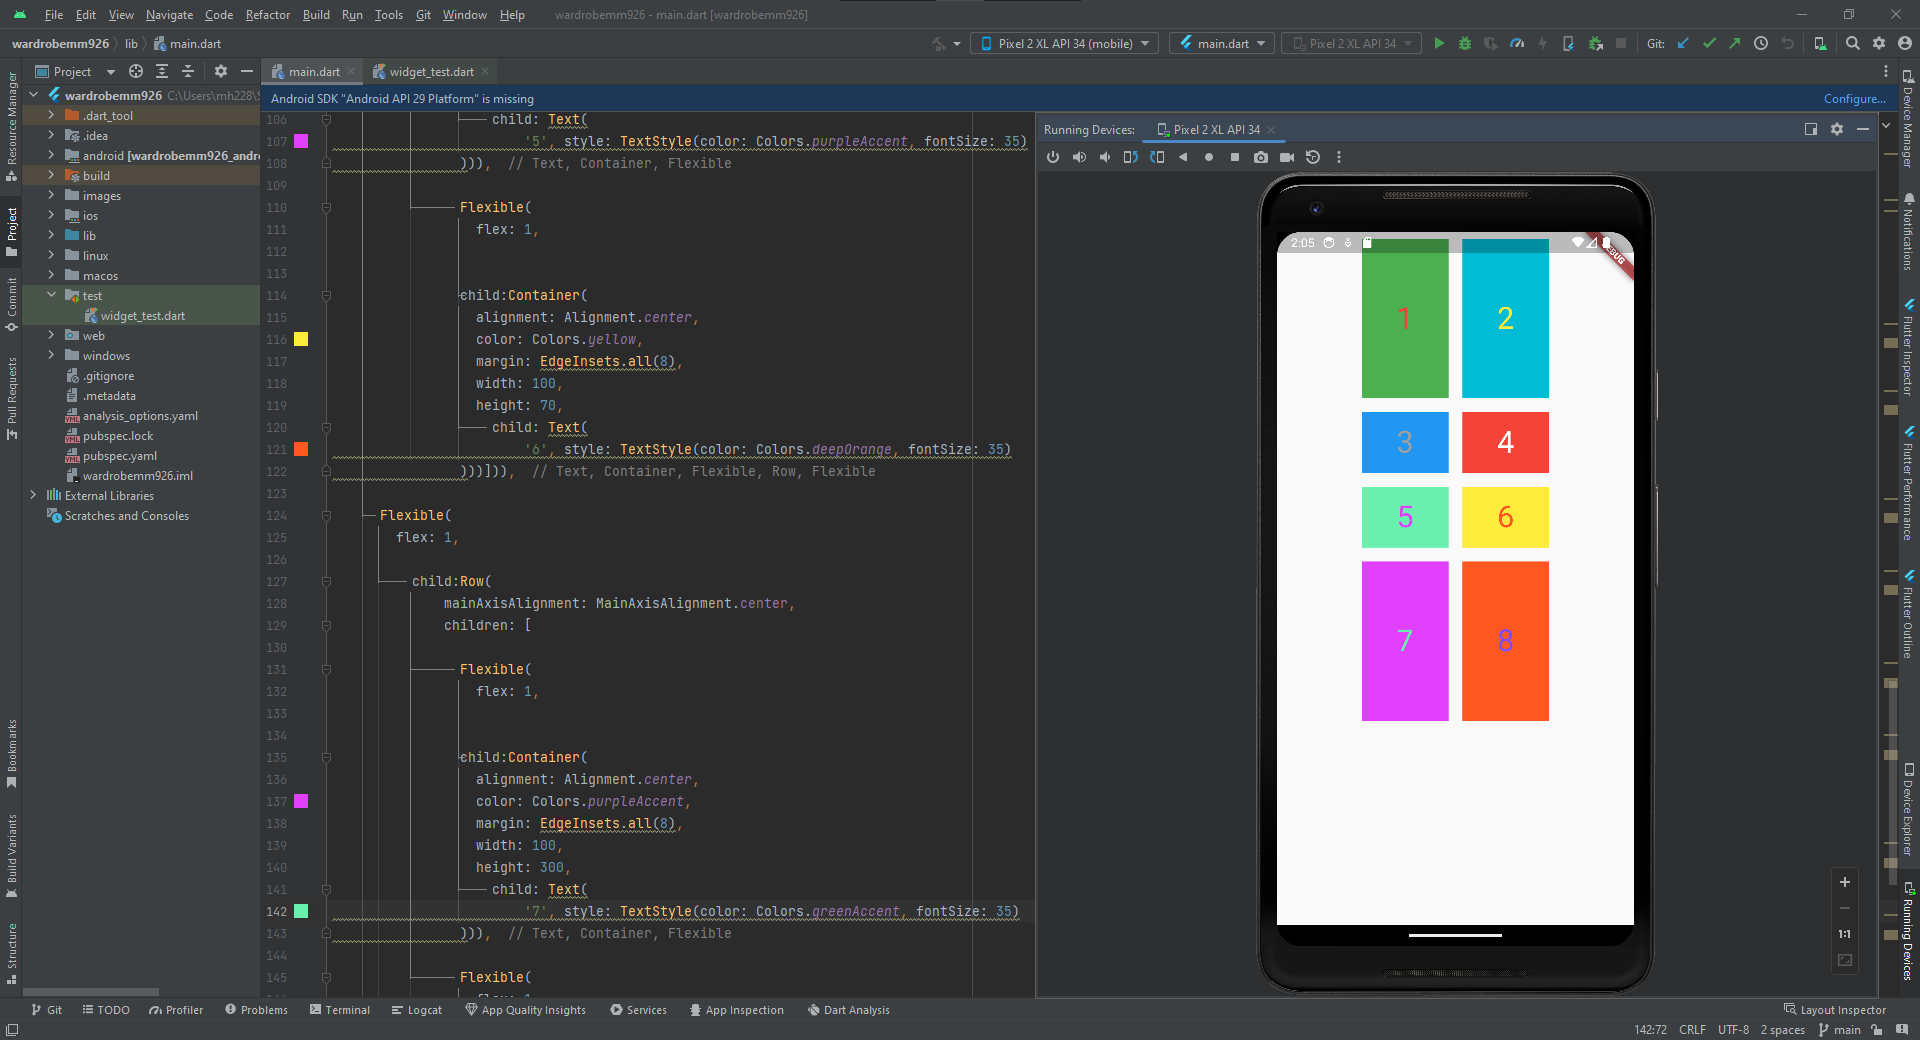 File Edit View Navigate Code Refactor Build Run Tools Git Window Help wardrobemm926 - main.dart [wardrobemm926]
wardrobemm926 lib main.dart Pixel 2 XL API 34 (mobile) main.dart Pixel 2 XL API 34 Git:
Project main.dart widget_test.dart
Android SDK "Android API 29 Platform" is missing Configure...
wardrobemm926 C:\Users\mh228\
.dart_tool
.idea
android [wardrobemm926_andr
build
images
ios
lib
linux
macos
test
widget_test.dart
web
windows
.gitignore
.metadata
analysis_options.yaml
pubspec.lock
pubspec.yaml
wardrobemm926.iml
External Libraries
Scratches and Consoles
Resource Manager
Project
Commit
Pull Requests
Bookmarks
Build Variants
Structure
106 child: Text(
107 '5', style: TextStyle(color: Colors.purpleAccent, fontSize: 35)
108 ))), // Text, Container, Flexible
109
110 Flexible(
111 flex: 1,
112
113
114 child:Container(
115 alignment: Alignment.center,
116 color: Colors.yellow,
117 margin: EdgeInsets.all(8),
118 width: 100,
119 height: 70,
120 child: Text(
121 '6', style: TextStyle(color: Colors.deepOrange, fontSize: 35)
122 )))])), // Text, Container, Flexible, Row, Flexible
123
124 Flexible(
125 flex: 1,
126
127 child:Row(
128 mainAxisAlignment: MainAxisAlignment.center,
129 children: [
130
131 Flexible(
132 flex: 1,
133
134
135 child:Container(
136 alignment: Alignment.center,
137 color: Colors.purpleAccent,
138 margin: EdgeInsets.all(8),
139 width: 100,
140 height: 300,
141 child: Text(
142 '7', style: TextStyle(color: Colors.greenAccent, fontSize: 35)
143 ))), // Text, Container, Flexible
144
145 Flexible(
Running Devices: Pixel 2 XL API 34
2:05
1 2
3 4
5 6
7 8
1:1
Device Manager
Notifications
Flutter Inspector
Flutter Performance
Flutter Outline
Device Explorer
Running Devices
Git TODO Profiler Problems Terminal Logcat App Quality Insights Services App Inspection Dart Analysis Layout Inspector
142:72 CRLF UTF-8 2 spaces main